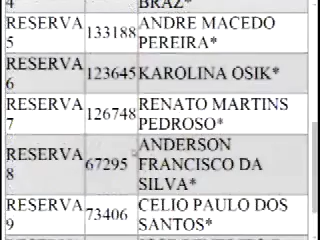 4 BRAZ*
RESERVA 133188 ANDRE MACEDO
5 PEREIRA*
RESERVA
6 123645 KAROLINA OSIK*
RESERVA 126748 RENATO MARTINS
7 PEDROSO*
RESERVA 67295 ANDERSON
8 FRANCISCO DA
SILVA*
RESERVA 73406 CELIO PAULO DOS
9 SANTOS*